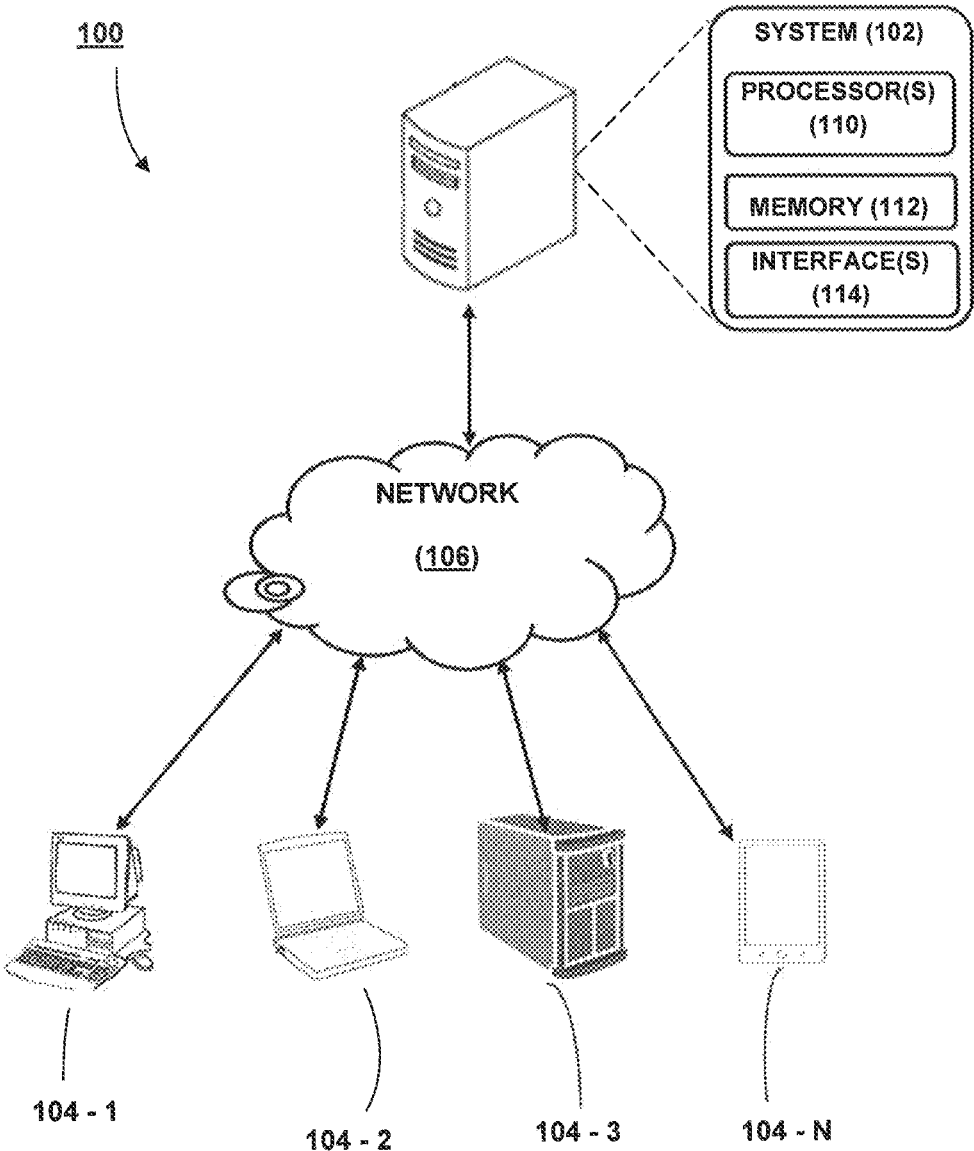 100
SYSTEM (102)
PROCESSOR(S)
(110)
MEMORY (112)
INTERFACE(S)
(114)
NETWORK
(106)
104 - 1
104 - 2
104 - 3
104 - N